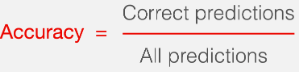 Correct predictions
Accuracy =
All predictions